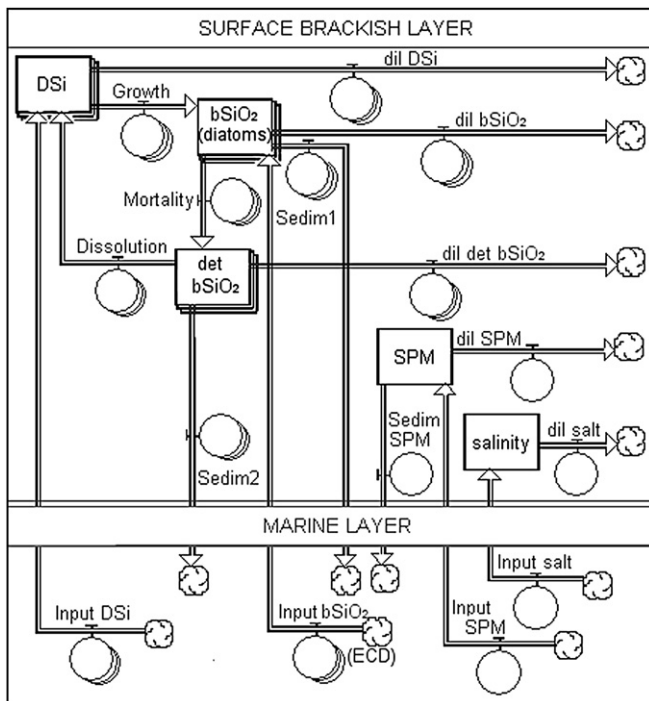 SURFACE BRACKISH LAYER
DSi
dil DSi
Growth
bSiO₂
(diatoms)
dil bSiO₂
Mortality
Sedim1
Dissolution
det
bSiO₂
dil det bSiO₂
SPM
dil SPM
Sedim
SPM
salinity
dil salt
Sedim2
MARINE LAYER
Input salt
Input DSi
Input bSiO₂
(ECD)
Input
SPM